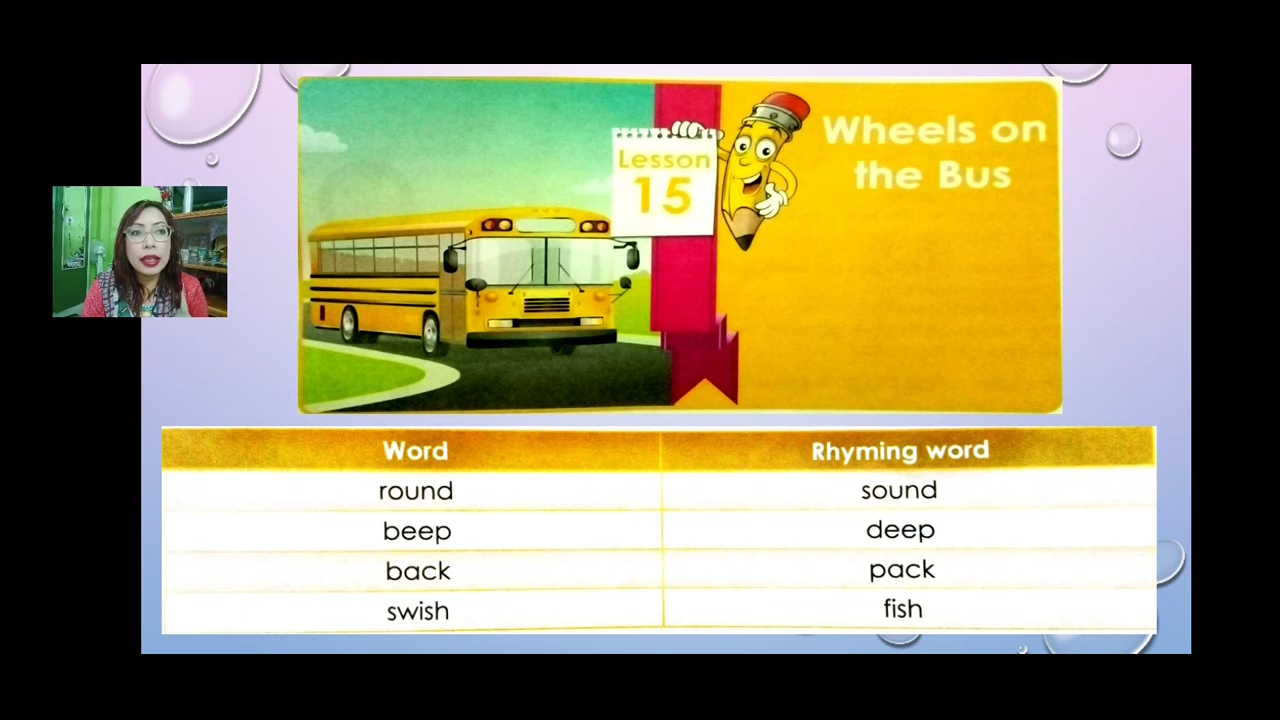 Lesson
15
Wheels on
the Bus
Word Rhyming word
round sound
beep deep
back pack
swish fish